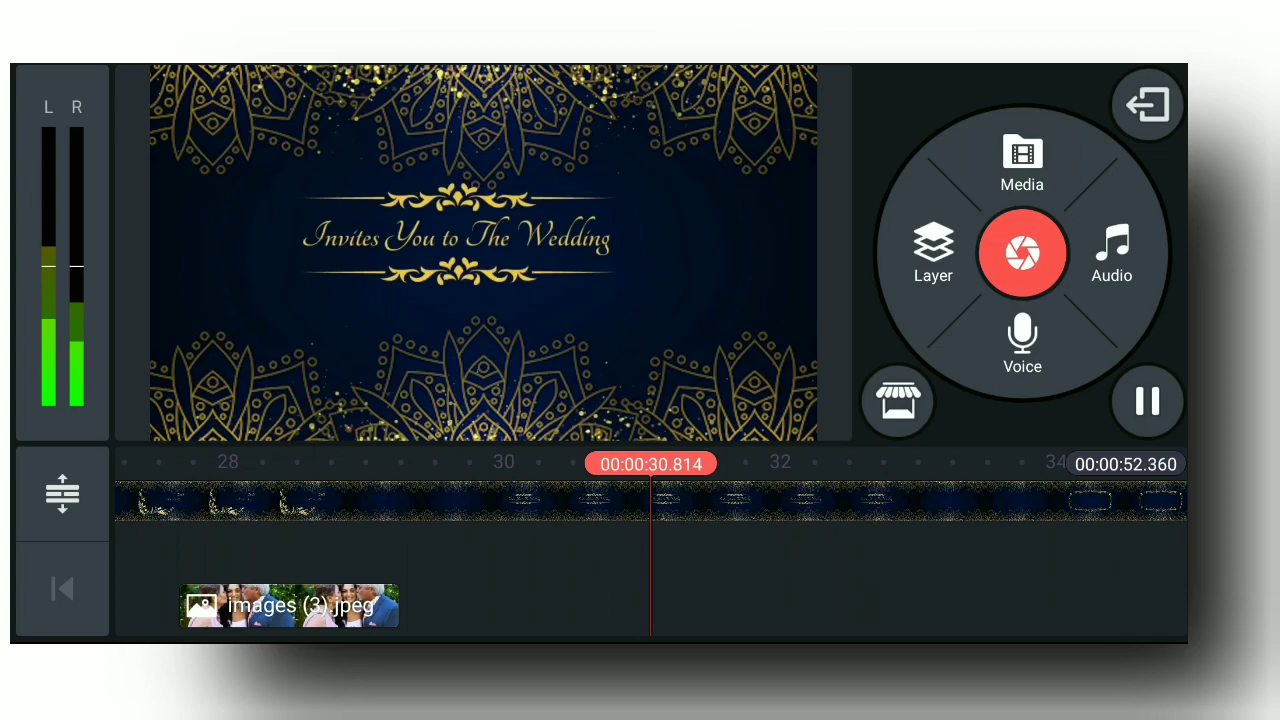 L R
Invites You to The Wedding
Media
Layer
Audio
Voice
28
30
00:00:30.814
32
34
00:00:52.360
images (3).jpeg